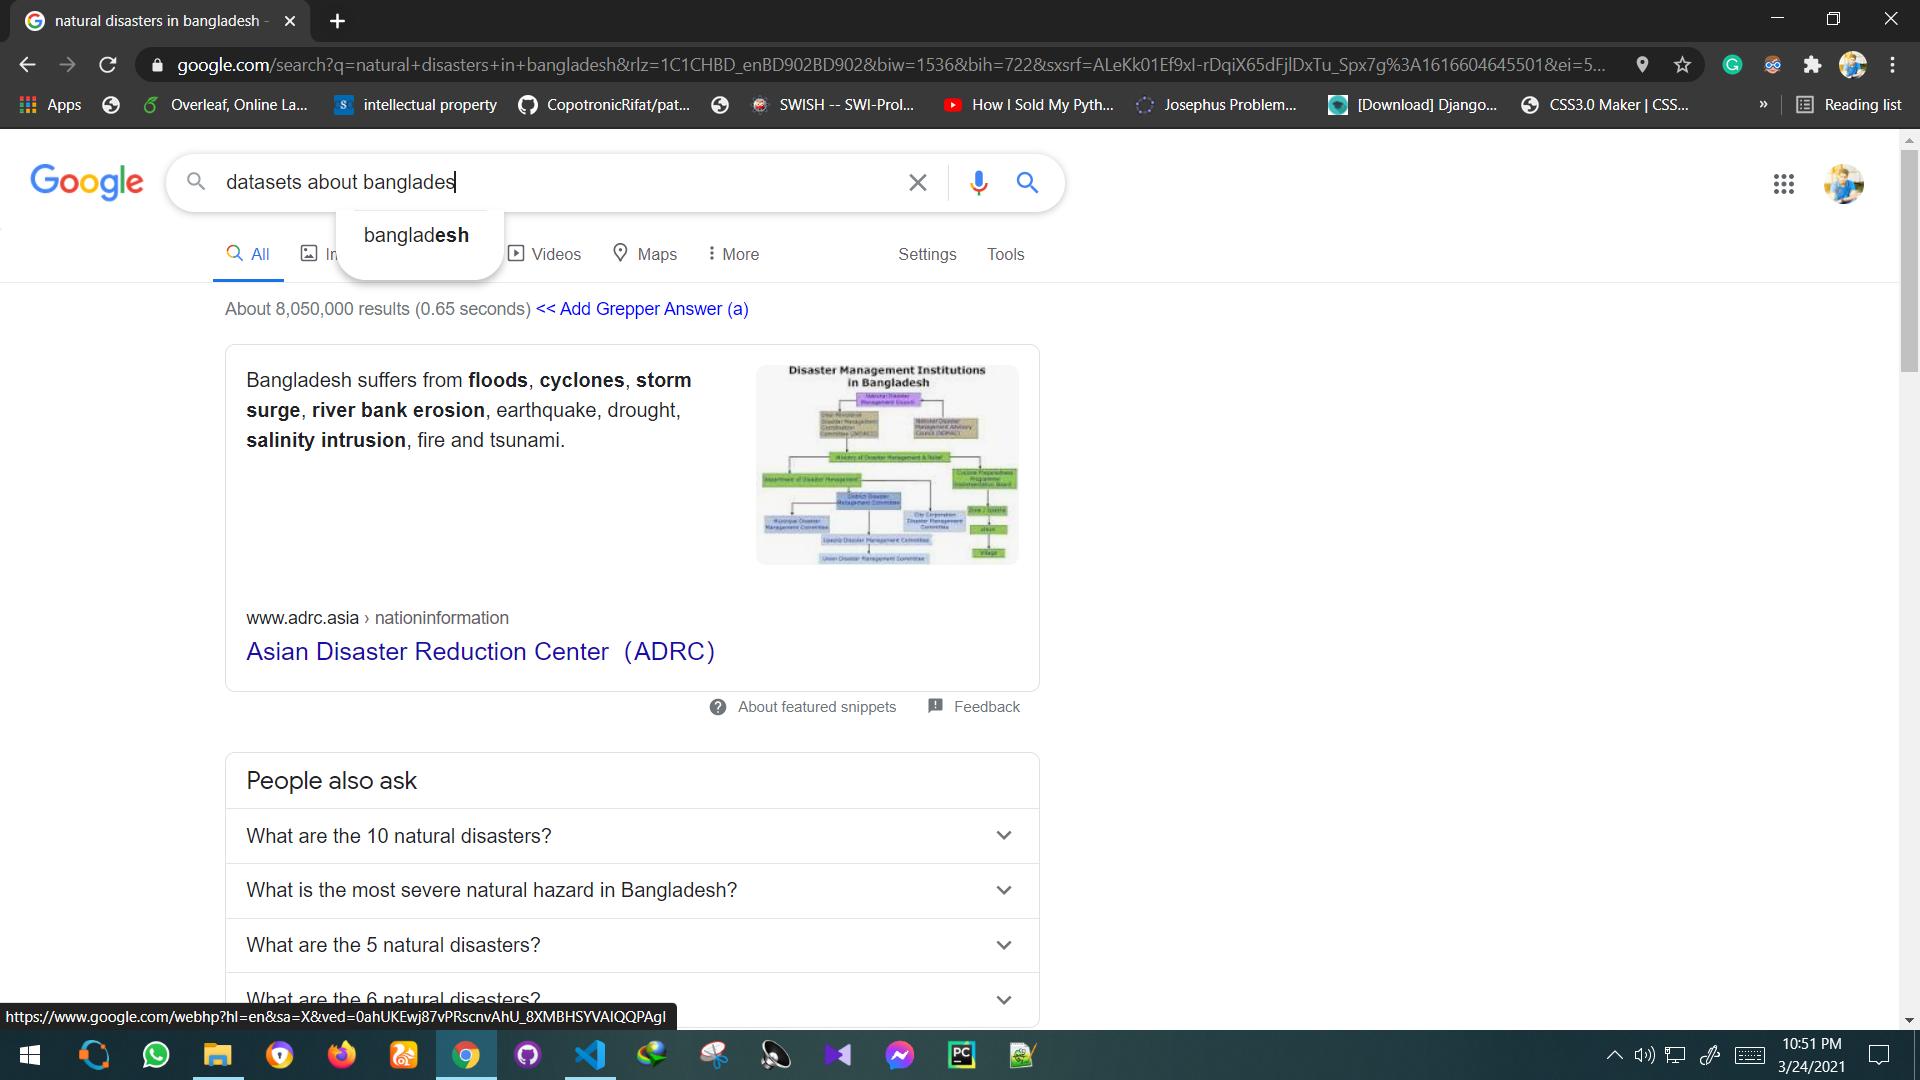 natural disasters in bangladesh -
google.com/search?q=natural+disasters+in+bangladesh&rlz=1C1CHBD_enBD902BD902&biw=1536&bih=722&sxsrf=ALeKk01Ef9xI-rDqiX65dFjlDxTu_Spx7g%3A1616604645501&ei=5...
Apps
Overleaf, Online La...
intellectual property
CopotronicRifat/pat...
SWISH -- SWI-Prol...
How I Sold My Pyth...
Josephus Problem...
[Download] Django...
CSS3.0 Maker | CSS...
»
Reading list
Google
datasets about banglades
bangladesh
All
Videos
Maps
More
Settings
Tools
About 8,050,000 results (0.65 seconds) << Add Grepper Answer (a)
Bangladesh suffers from floods, cyclones, storm
surge, river bank erosion, earthquake, drought,
salinity intrusion, fire and tsunami.
Disaster Management Institutions
in Bangladesh
www.adrc.asia › nationinformation
Asian Disaster Reduction Center（ADRC）
About featured snippets
Feedback
People also ask
What are the 10 natural disasters?
What is the most severe natural hazard in Bangladesh?
What are the 5 natural disasters?
What are the 6 natural disasters?
https://www.google.com/webhp?hl=en&sa=X&ved=0ahUKEwj87vPRscnvAhU_8XMBHSYVAIQQPAgI
10:51 PM
3/24/2021